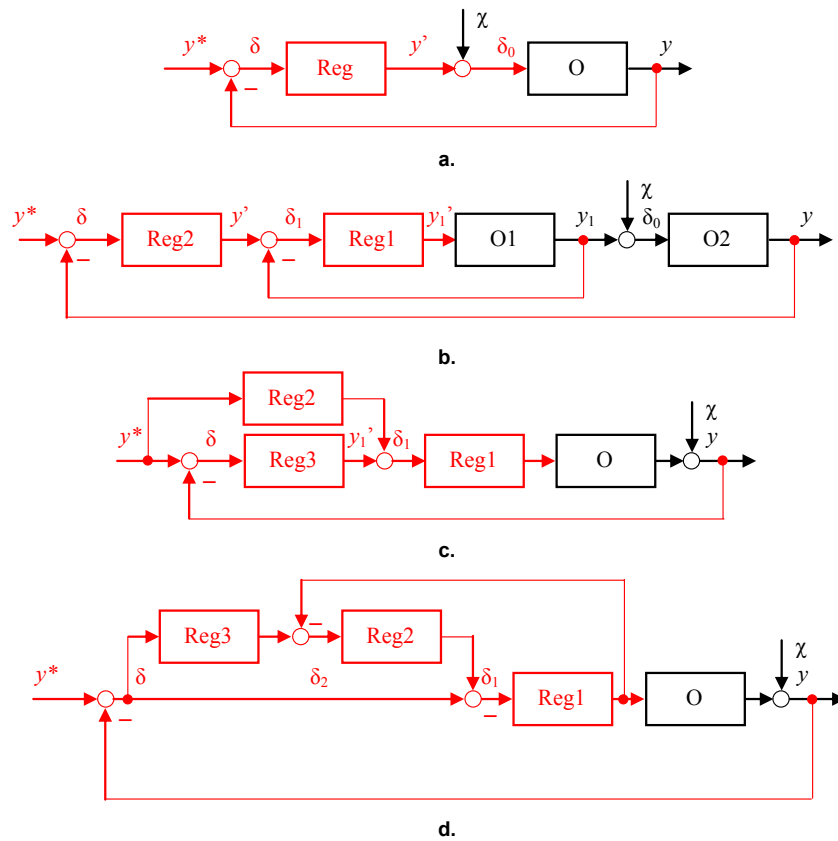 χ
y* δ Reg y’ δ0 O y
–
a.
χ
y* δ Reg2 y’ δ1 Reg1 y1’ O1 y1 δ0 O2 y
– –
b.
Reg2
χ
y* δ Reg3 y1’ δ1 Reg1 O y
–
c.
Reg3 – Reg2
χ
y* δ δ2 δ1 Reg1 O y
– –
d.